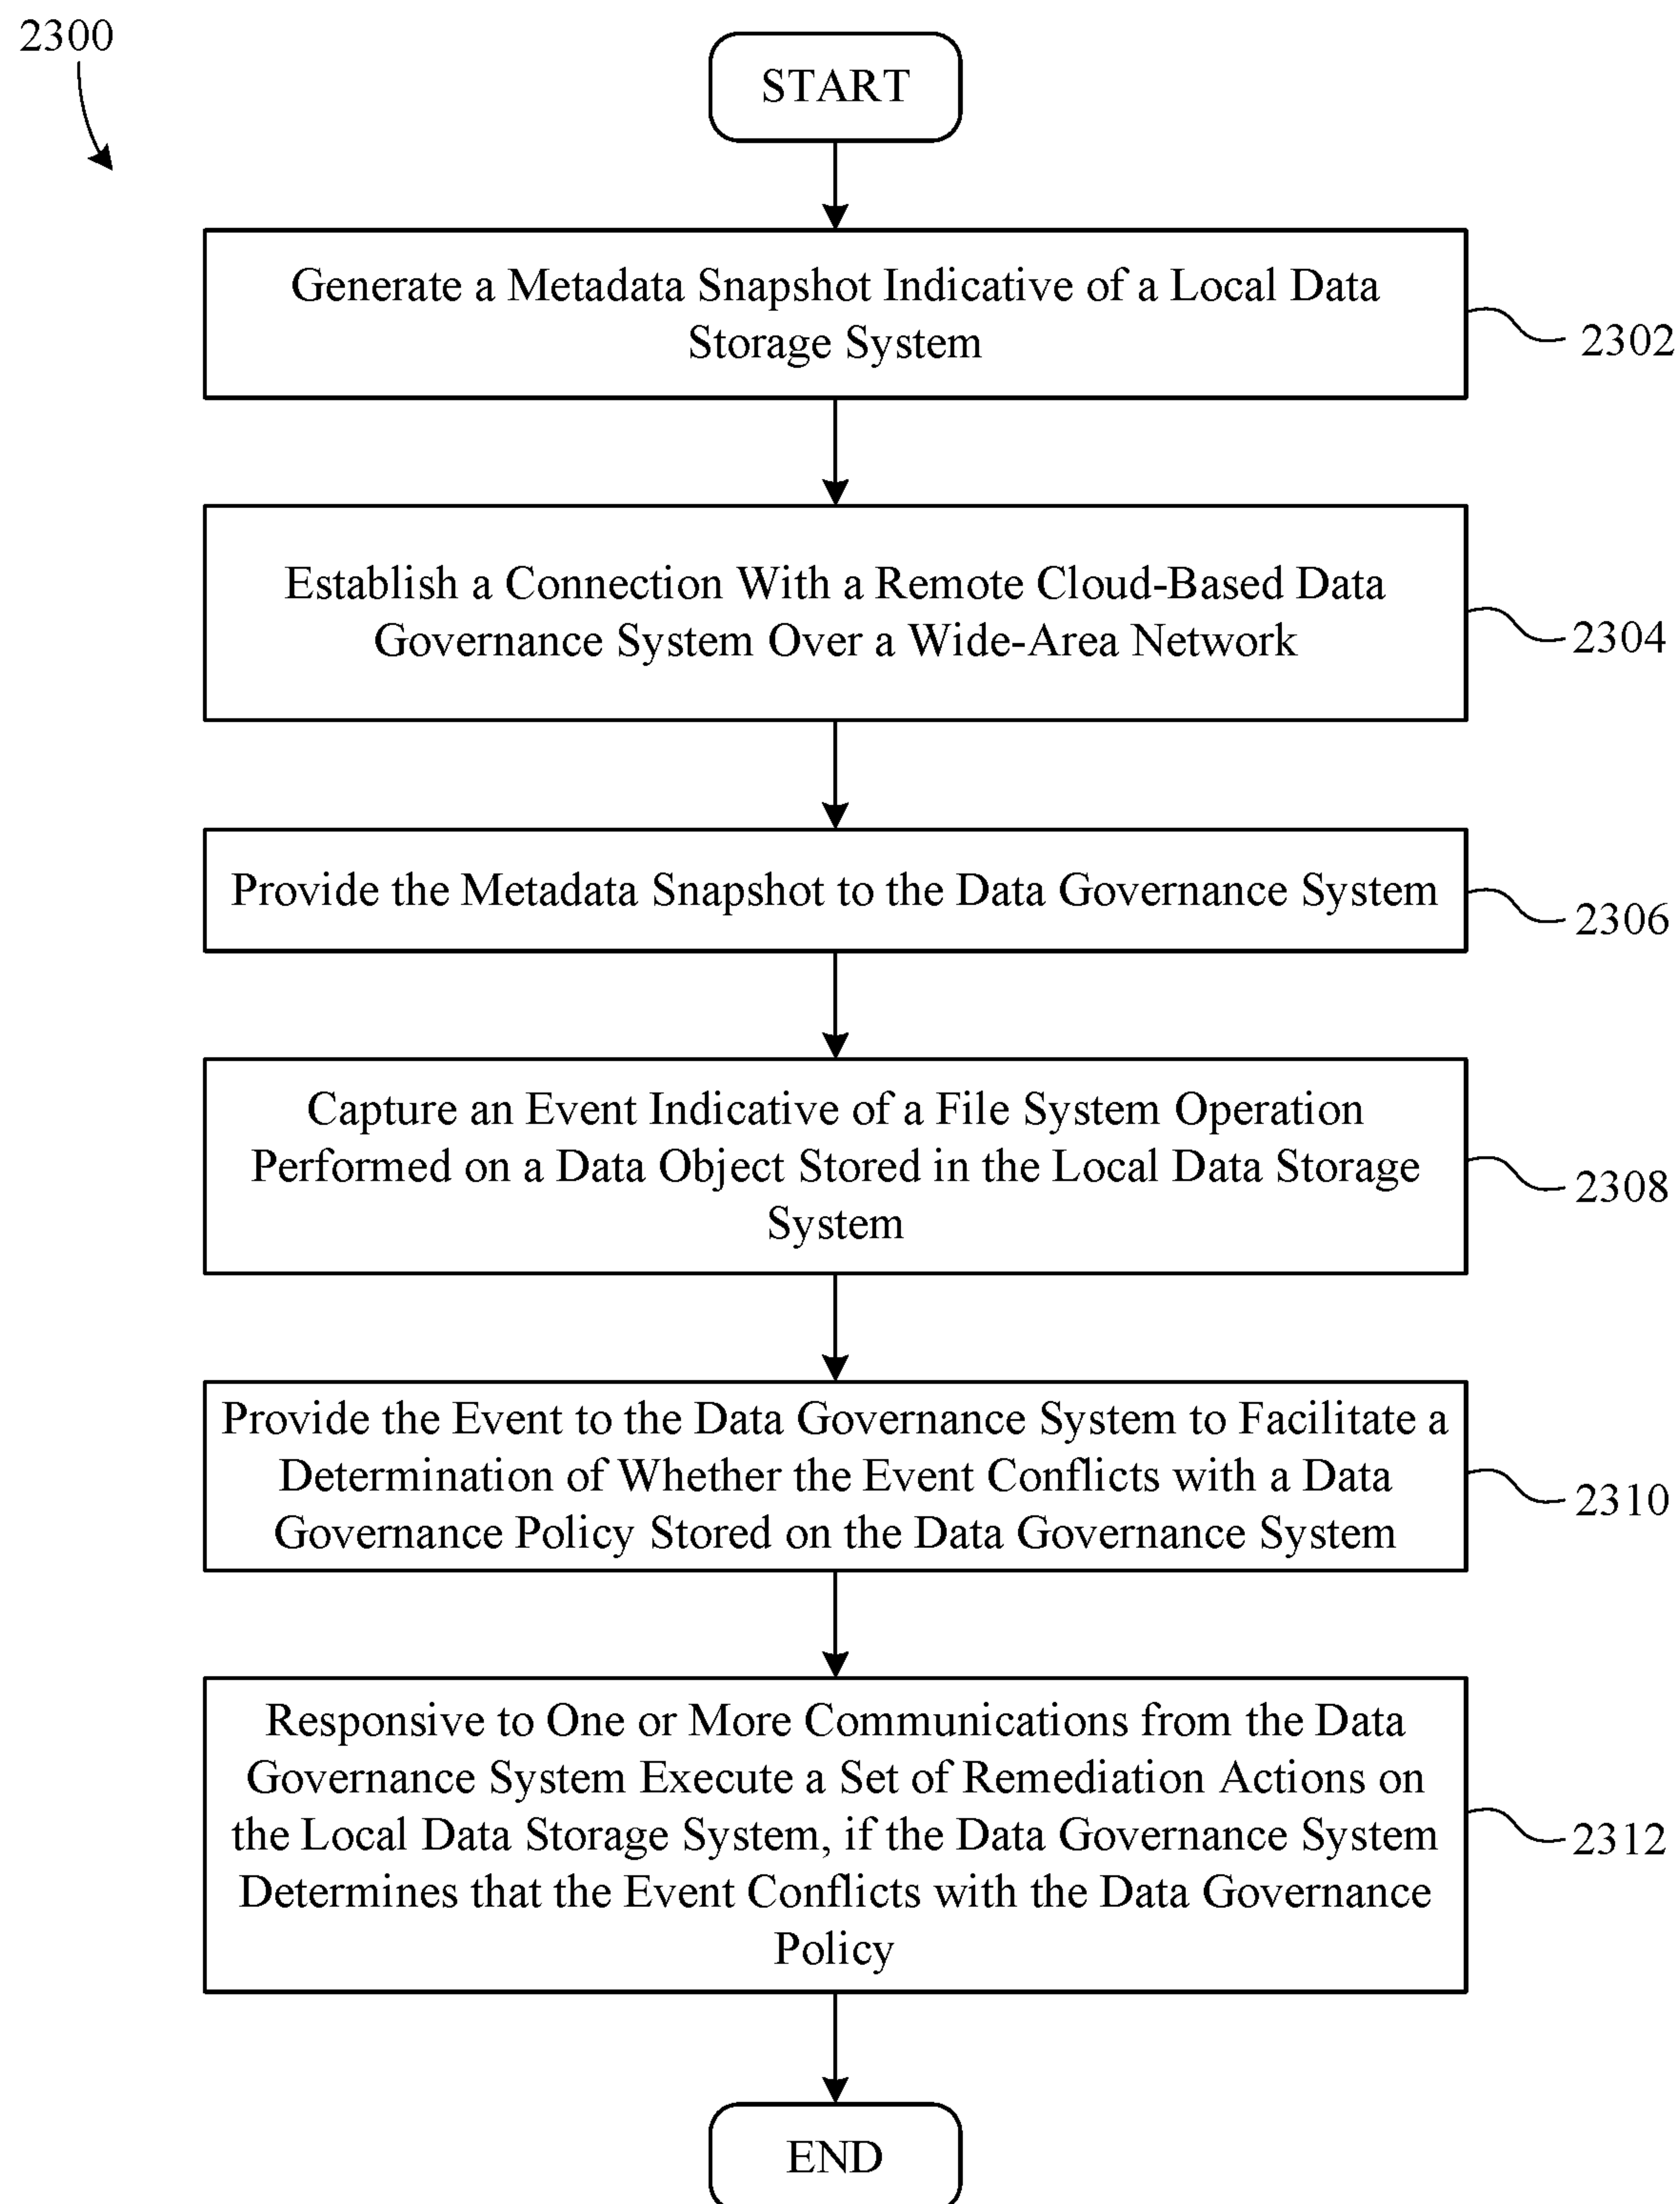 2300
START
Generate a Metadata Snapshot Indicative of a Local Data
Storage System
2302
Establish a Connection With a Remote Cloud-Based Data
Governance System Over a Wide-Area Network
2304
Provide the Metadata Snapshot to the Data Governance System
2306
Capture an Event Indicative of a File System Operation
Performed on a Data Object Stored in the Local Data Storage
System
2308
Provide the Event to the Data Governance System to Facilitate a
Determination of Whether the Event Conflicts with a Data
Governance Policy Stored on the Data Governance System
2310
Responsive to One or More Communications from the Data
Governance System Execute a Set of Remediation Actions on
the Local Data Storage System, if the Data Governance System
Determines that the Event Conflicts with the Data Governance
Policy
2312
END